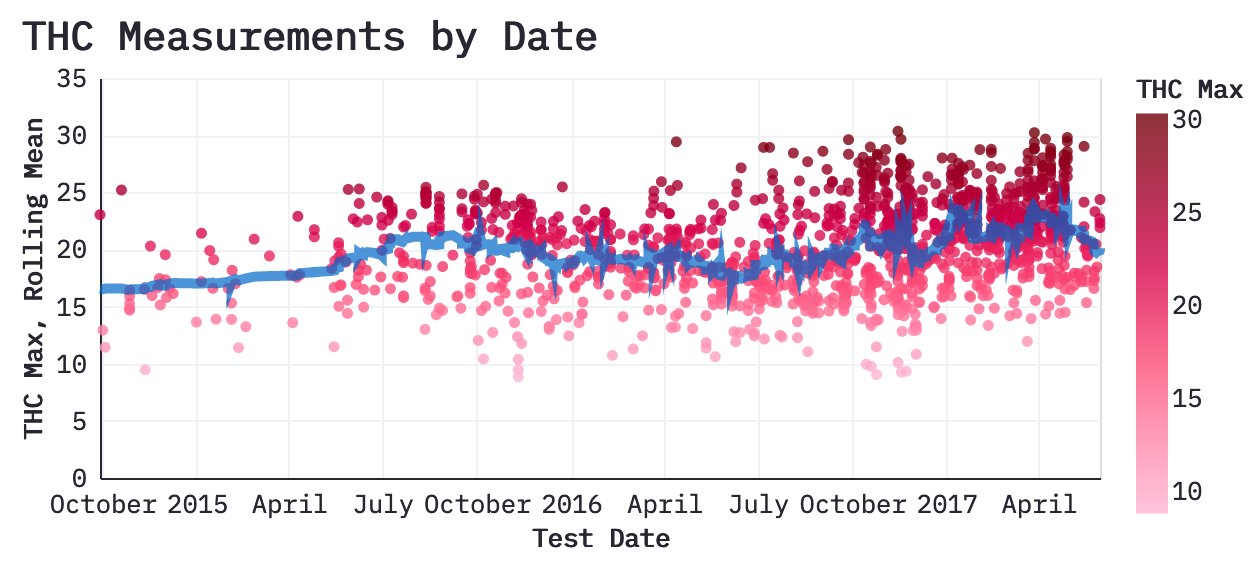 THC Measurements by Date
THC Max, Rolling Mean
35
30
25
20
15
10
5
0
October 2015 April July October 2016 April July October 2017 April
Test Date
THC Max
30
25
20
15
10